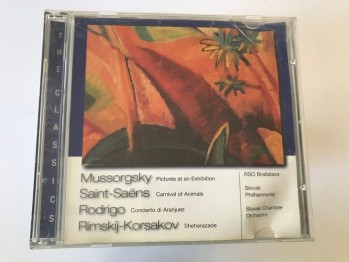 THE CLASSICS
Mussorgsky Pictures at an Exhibition
Saint-Saëns Carnival of Animals
Rodrigo Concierto di Aranjuez
Rimskij-Korsakov Sheherazade
RSO Bratislava
Slovak
Philharmonie
Slovak Chamber
Orchestra